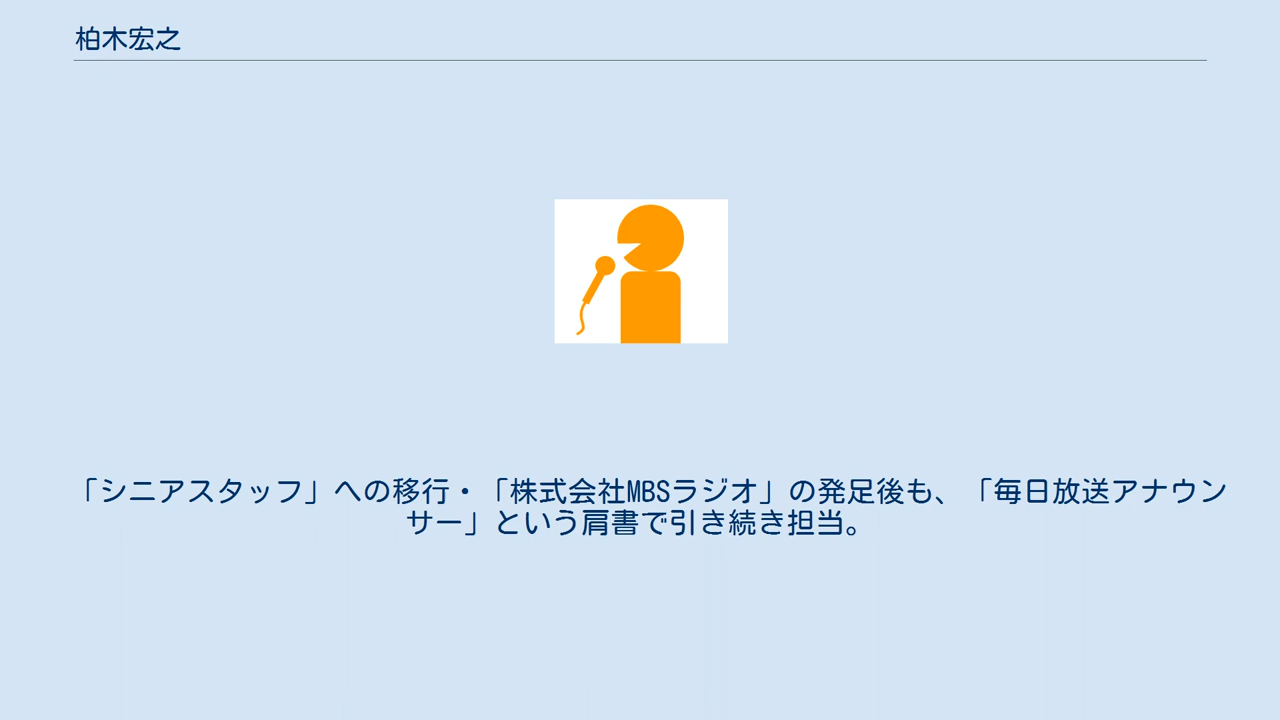 柏木宏之
「シニアスタッフ」への移行・「株式会社MBSラジオ」の発足後も、「毎日放送アナウン
サー」という肩書で引き続き担当。